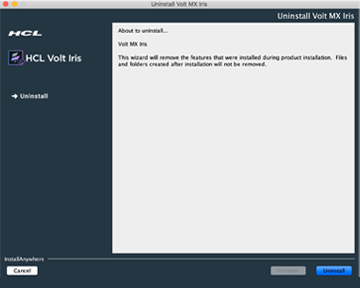 Uninstall Volt MX Iris
Uninstall Volt MX Iris
HCL
HCL Volt Iris
→ Uninstall
About to uninstall...
Volt MX Iris
This wizard will remove the features that were installed during product installation. Files
and folders created after installation will not be removed.
InstallAnywhere
Cancel
Uninstall